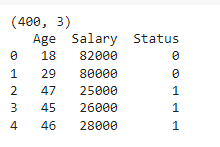 (400, 3)
Age Salary Status
0 18 82000 0
1 29 80000 0
2 47 25000 1
3 45 26000 1
4 46 28000 1